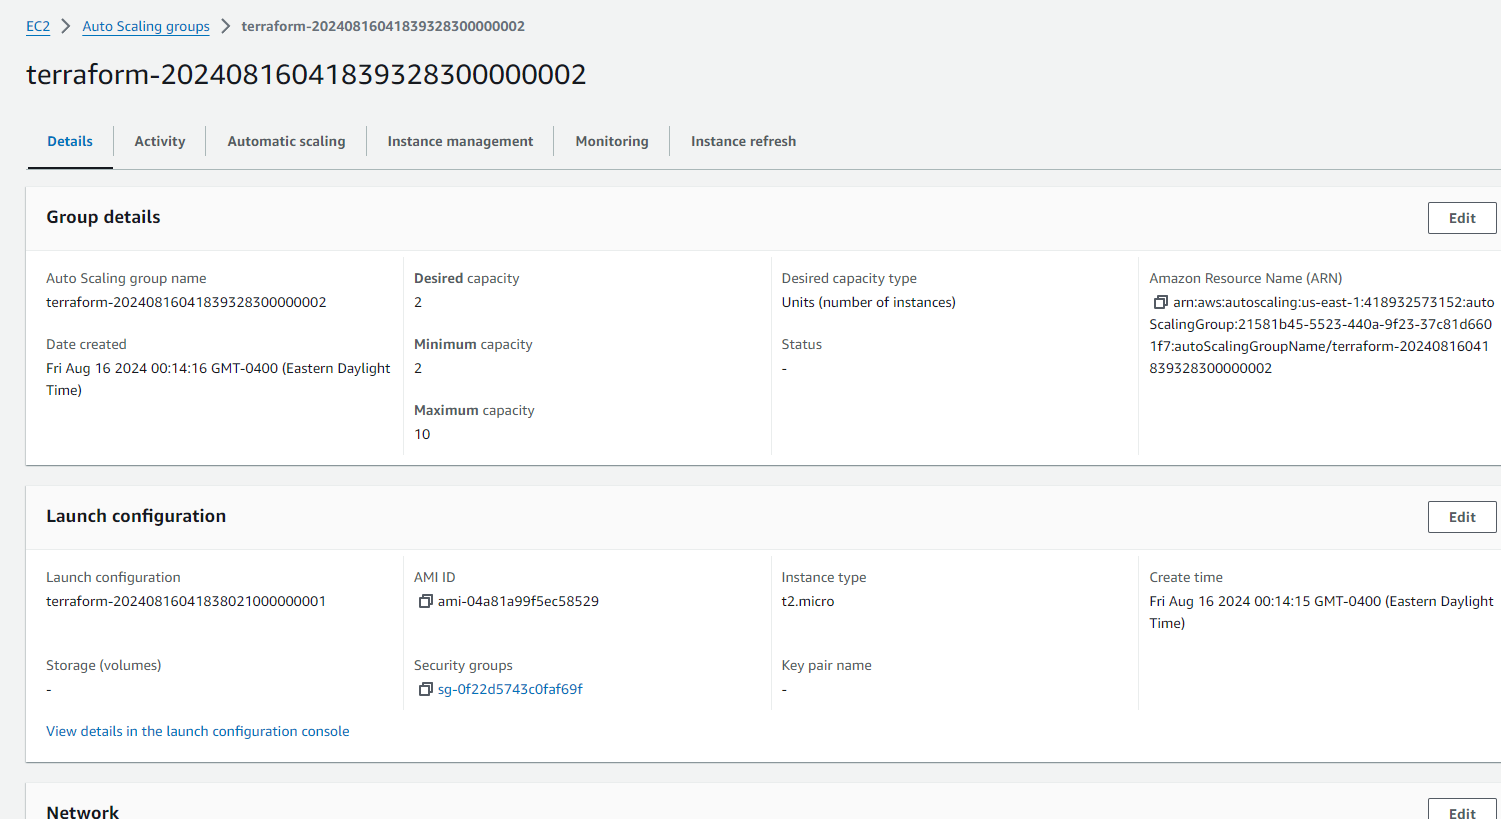 EC2 > Auto Scaling groups > terraform-20240816041839328300000002
terraform-20240816041839328300000002
Details Activity Automatic scaling Instance management Monitoring Instance refresh
Group details
Edit
Auto Scaling group name
terraform-20240816041839328300000002
Date created
Fri Aug 16 2024 00:14:16 GMT-0400 (Eastern Daylight
Time)
Desired capacity
2
Minimum capacity
2
Maximum capacity
10
Desired capacity type
Units (number of instances)
Status
-
Amazon Resource Name (ARN)
arn:aws:autoscaling:us-east-1:418932573152:auto
ScalingGroup:21581b45-5523-440a-9f23-37c81d660
1f7:autoScalingGroupName/terraform-20240816041
839328300000002
Launch configuration
Edit
Launch configuration
terraform-20240816041838021000000001
AMI ID
ami-04a81a99f5ec58529
Instance type
t2.micro
Create time
Fri Aug 16 2024 00:14:15 GMT-0400 (Eastern Daylight
Time)
Storage (volumes)
-
Security groups
sg-0f22d5743c0faf69f
Key pair name
-
View details in the launch configuration console
Network
Edit